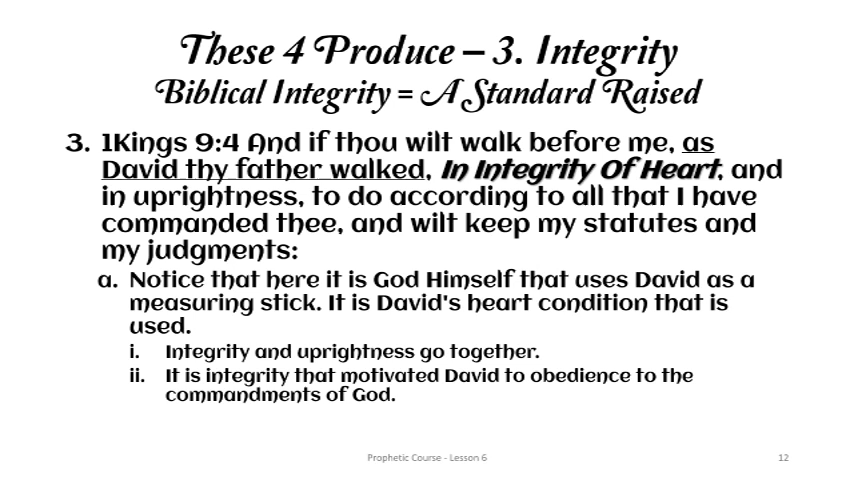 These 4 Produce – 3. Integrity
Biblical Integrity = A Standard Raised
3. 1Kings 9:4 And if thou wilt walk before me, as
David thy father walked, In Integrity Of Heart, and
in uprightness, to do according to all that I have
commanded thee, and wilt keep my statutes and
my judgments:
a. Notice that here it is God Himself that uses David as a
measuring stick. It is David's heart condition that is
used.
i. Integrity and uprightness go together.
ii. It is integrity that motivated David to obedience to the
commandments of God.
Prophetic Course - Lesson 6
12